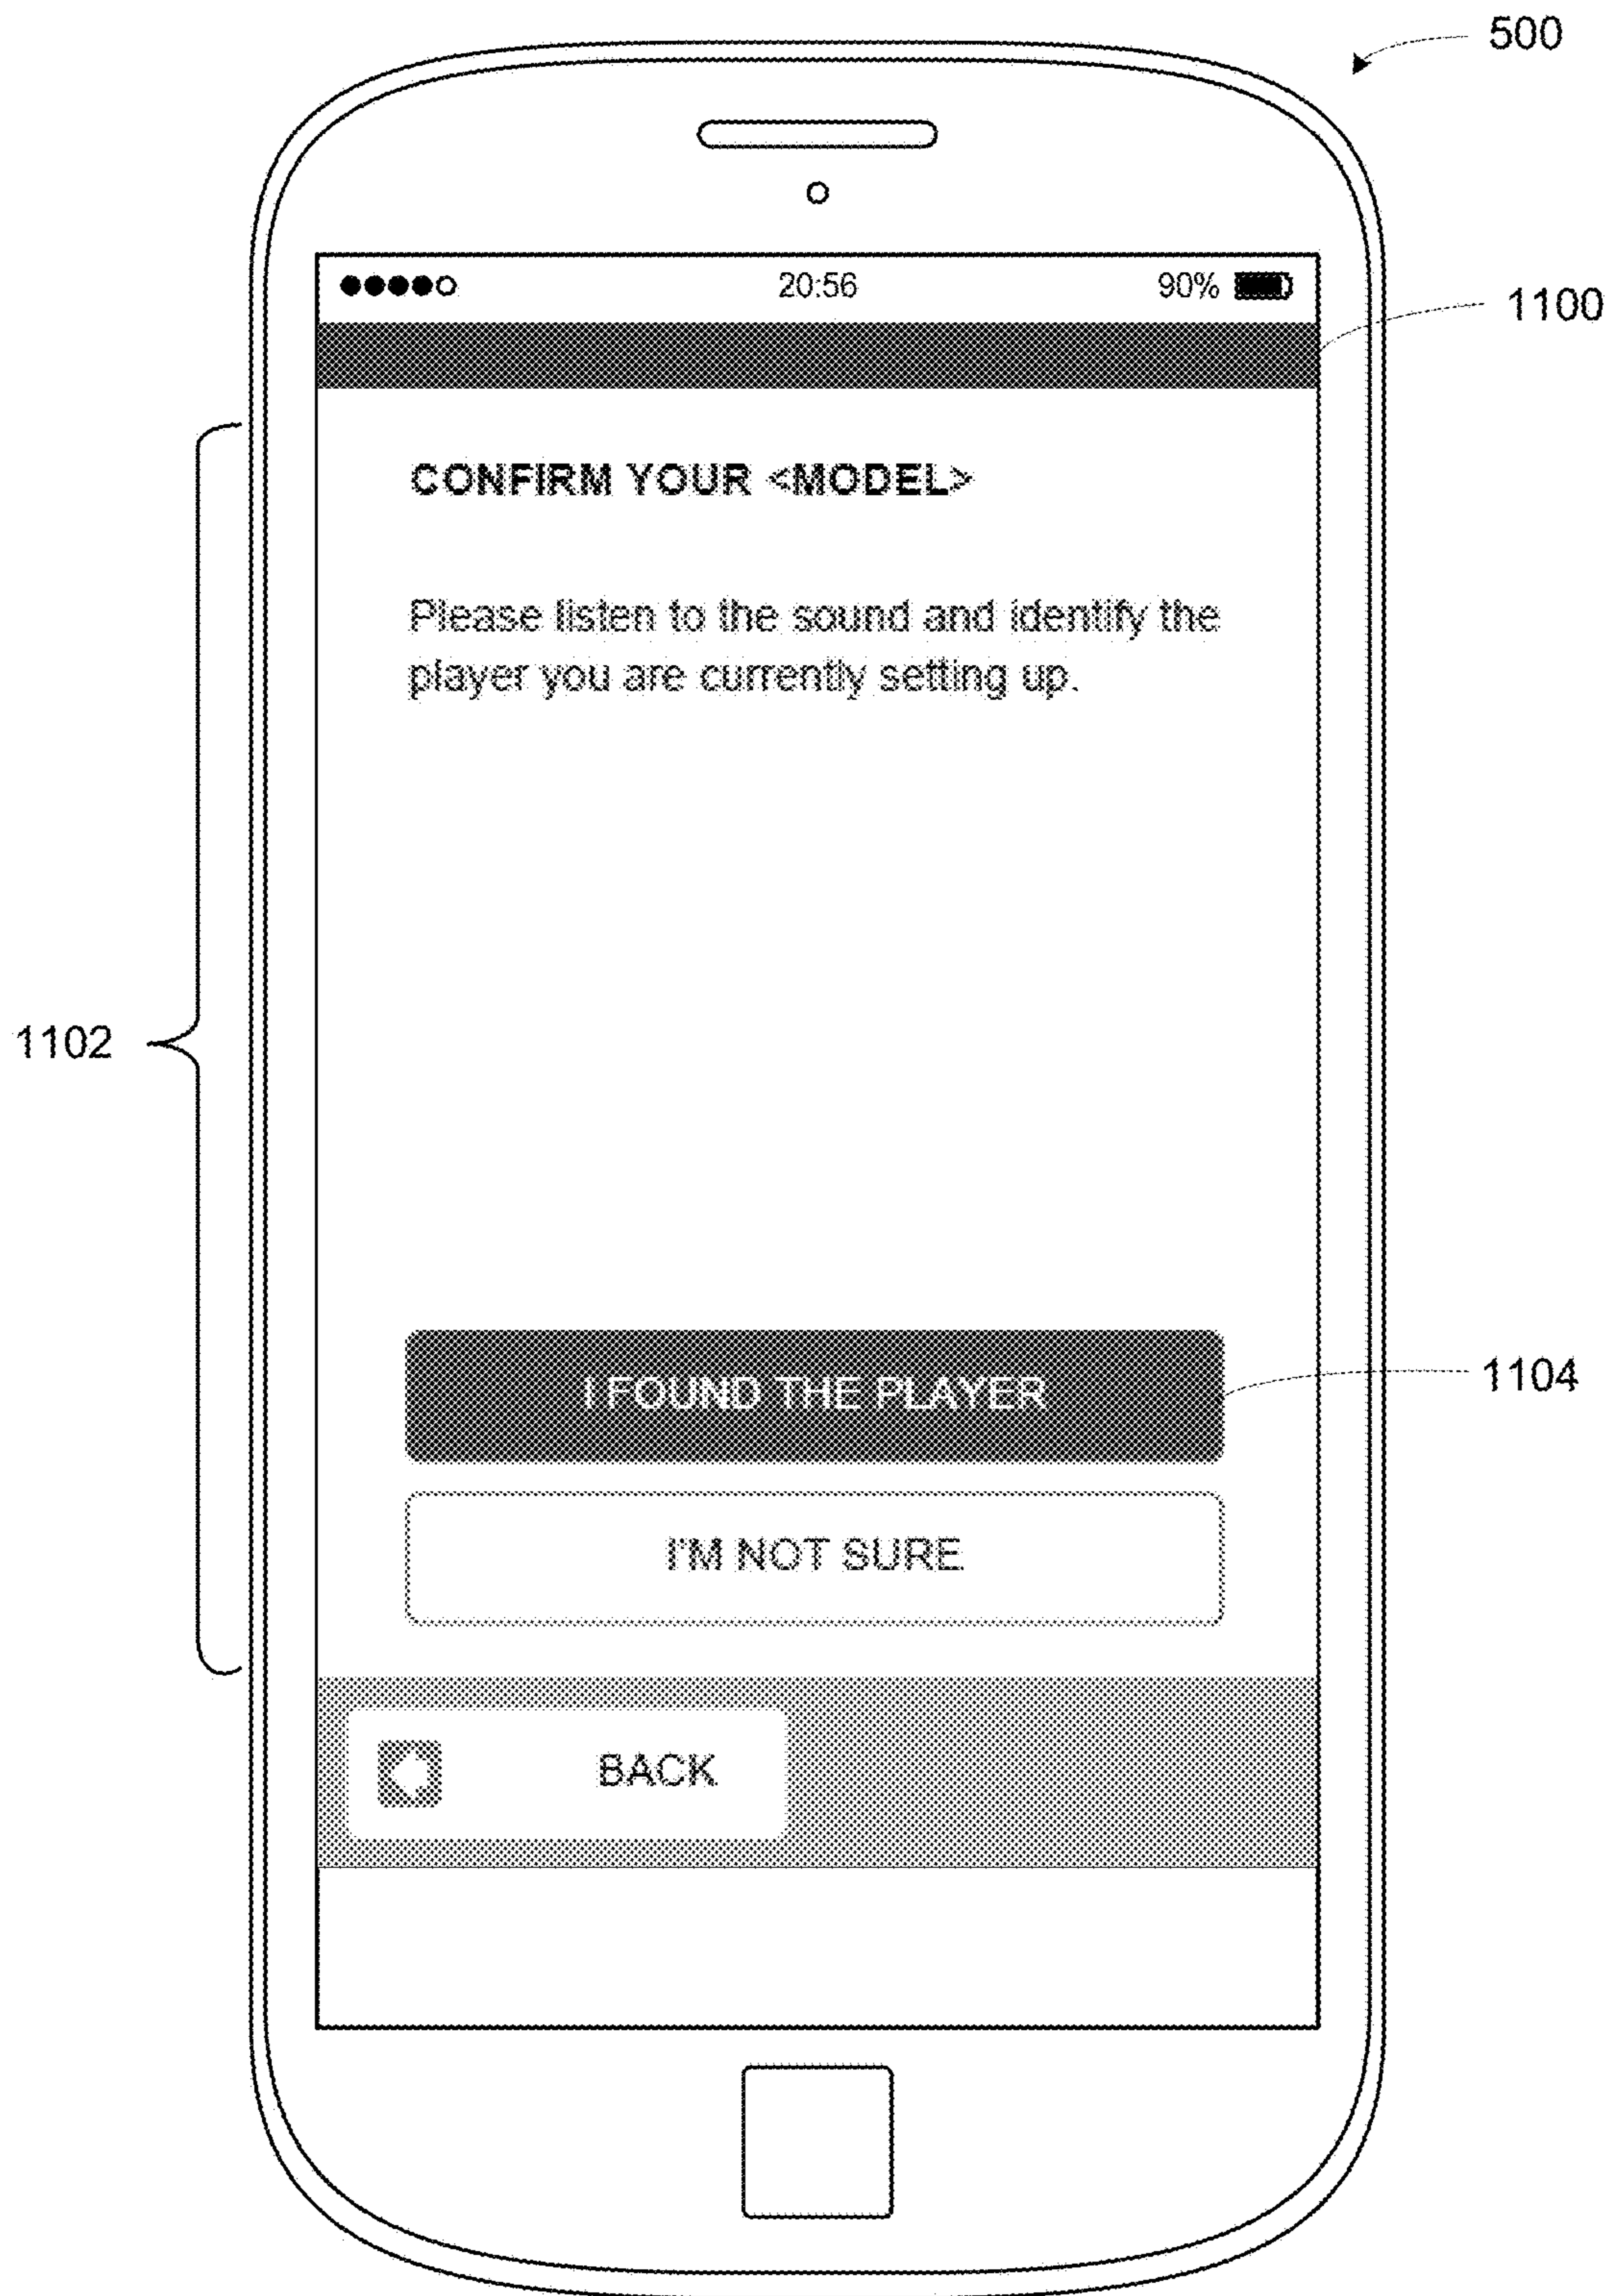 500
20:56 90%
1100
CONFIRM YOUR <MODEL>
Please listen to the sound and identify the
player you are currently setting up.
1102
I FOUND THE PLAYER
1104
I'M NOT SURE
BACK